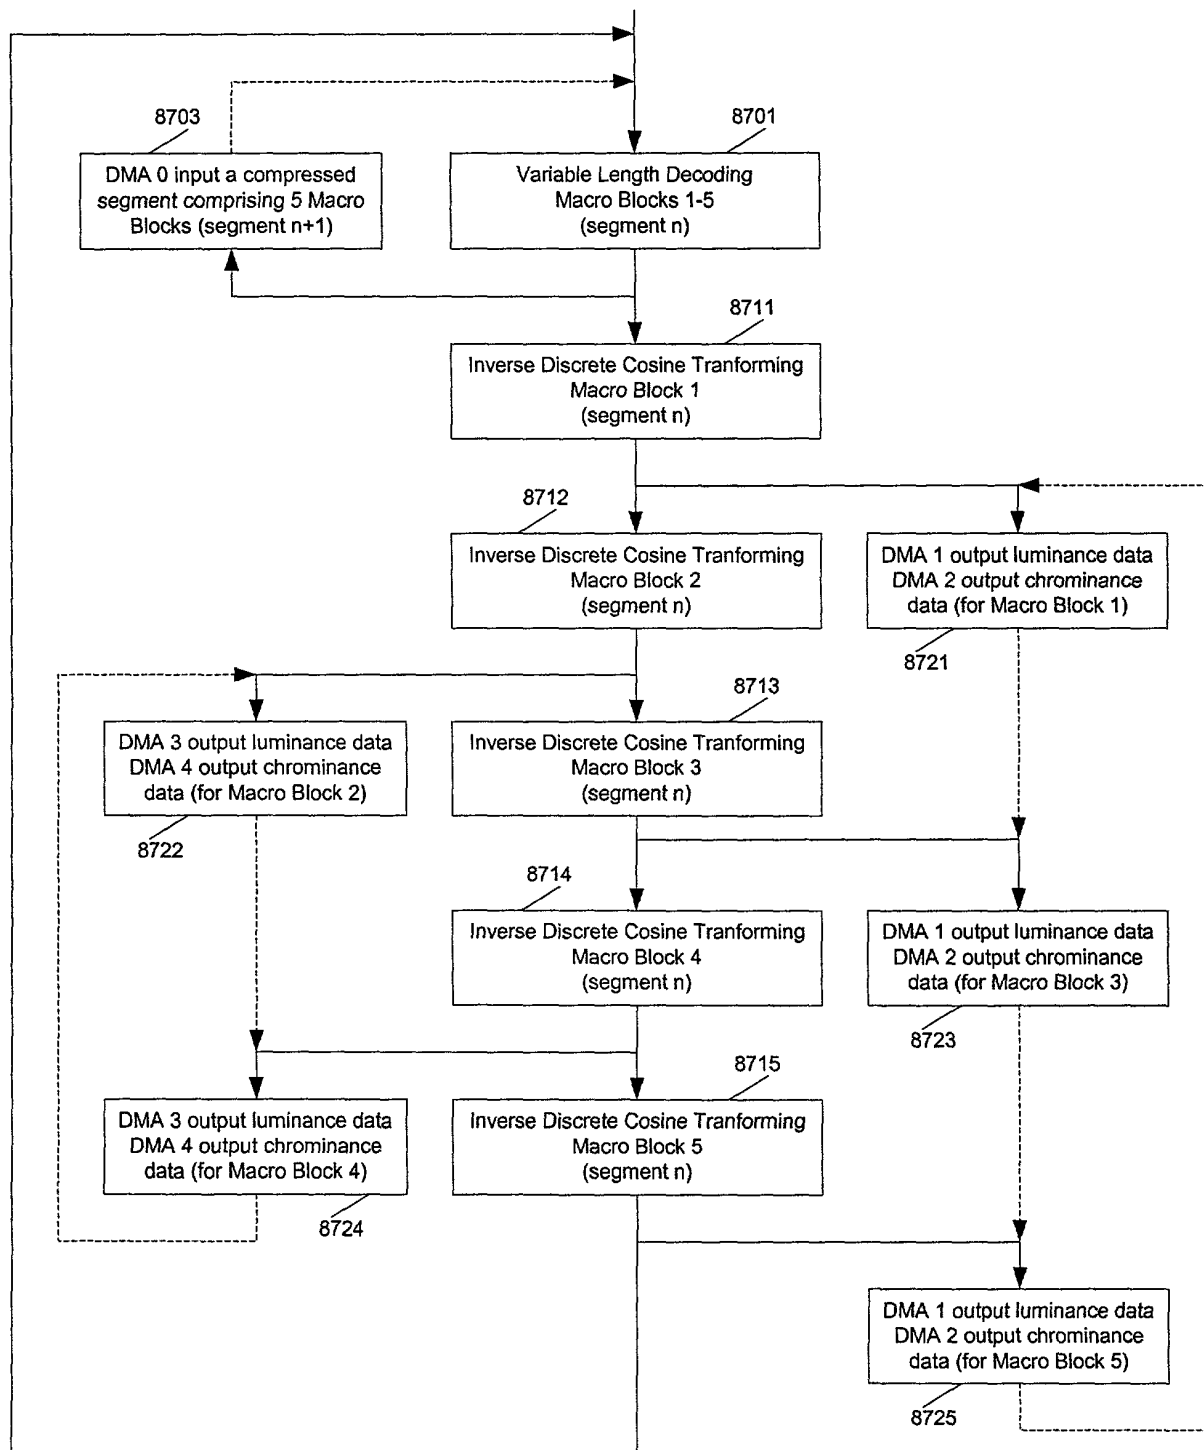 8703
DMA 0 input a compressed
segment comprising 5 Macro
Blocks (segment n+1)
8701
Variable Length Decoding
Macro Blocks 1-5
(segment n)
8711
Inverse Discrete Cosine Tranforming
Macro Block 1
(segment n)
8712
Inverse Discrete Cosine Tranforming
Macro Block 2
(segment n)
DMA 1 output luminance data
DMA 2 output chrominance
data (for Macro Block 1)
8721
8713
DMA 3 output luminance data
DMA 4 output chrominance
data (for Macro Block 2)
8722
Inverse Discrete Cosine Tranforming
Macro Block 3
(segment n)
8714
Inverse Discrete Cosine Tranforming
Macro Block 4
(segment n)
DMA 1 output luminance data
DMA 2 output chrominance
data (for Macro Block 3)
8723
8715
DMA 3 output luminance data
DMA 4 output chrominance
data (for Macro Block 4)
8724
Inverse Discrete Cosine Tranforming
Macro Block 5
(segment n)
DMA 1 output luminance data
DMA 2 output chrominance
data (for Macro Block 5)
8725